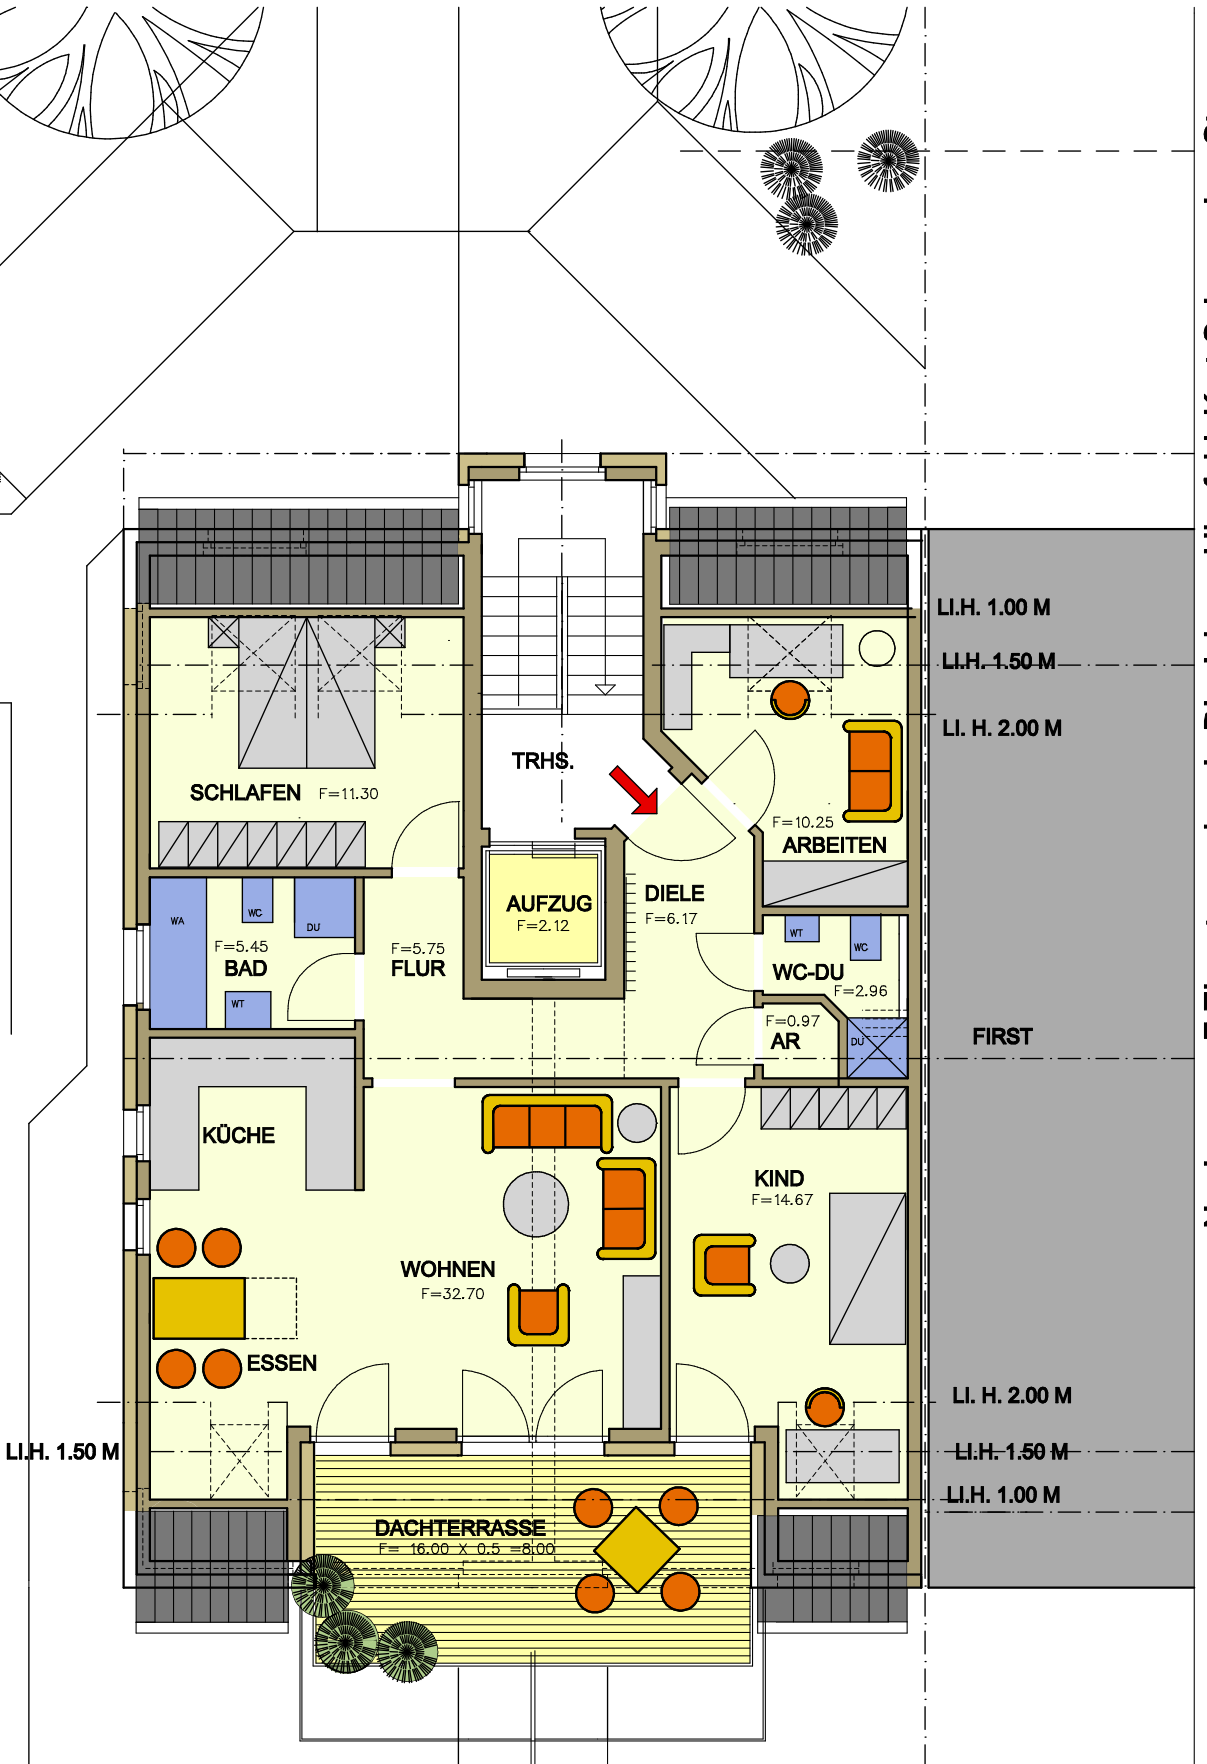 LI.H. 1.00 M
LI.H. 1.50 M
LI. H. 2.00 M
TRHS.
SCHLAFEN F=11.30
F=10.25
ARBEITEN
AUFZUG
F=2.12
DIELE
F=6.17
WA
WC
DU
F=5.45
BAD
WT
F=5.75
FLUR
WT
WC
WC-DU
F=2.96
F=0.97
AR
DU
FIRST
KÜCHE
KIND
F=14.67
WOHNEN
F=32.70
ESSEN
LI. H. 2.00 M
LI.H. 1.50 M
LI.H. 1.50 M
LI.H. 1.00 M
DACHTERRASSE
F= 16.00 X 0.5 =8.00